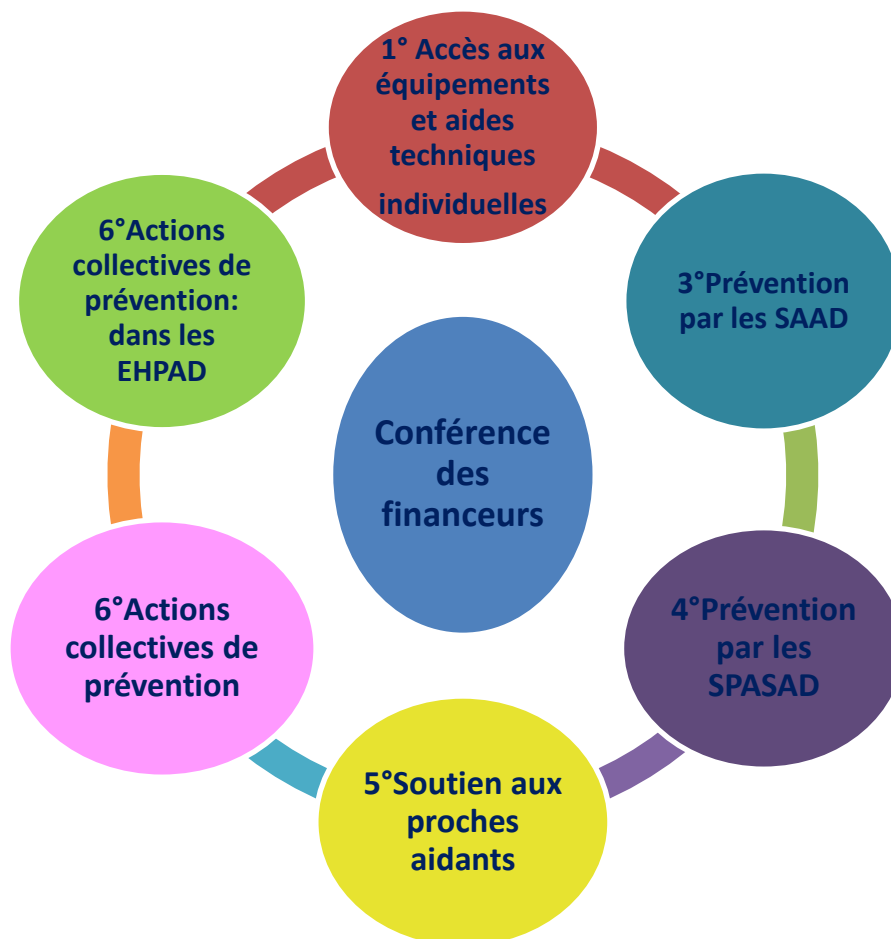 1° Accès aux
équipements
et aides
techniques
individuelles
6°Actions
collectives de
prévention:
dans les
EHPAD
3°Prévention
par les SAAD
Conférence
des
financeurs
6°Actions
collectives de
prévention
4°Prévention
par les
SPASAD
5°Soutien aux
proches
aidants